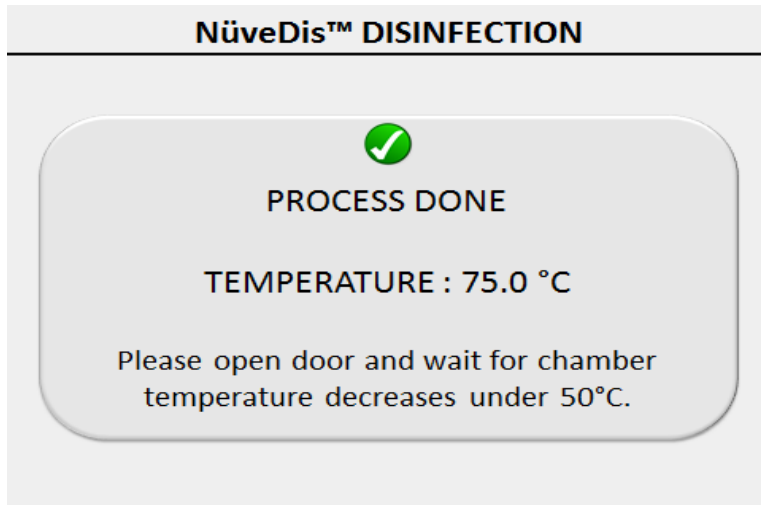 NüveDis™ DISINFECTION
PROCESS DONE
TEMPERATURE : 75.0 °C
Please open door and wait for chamber
temperature decreases under 50°C.